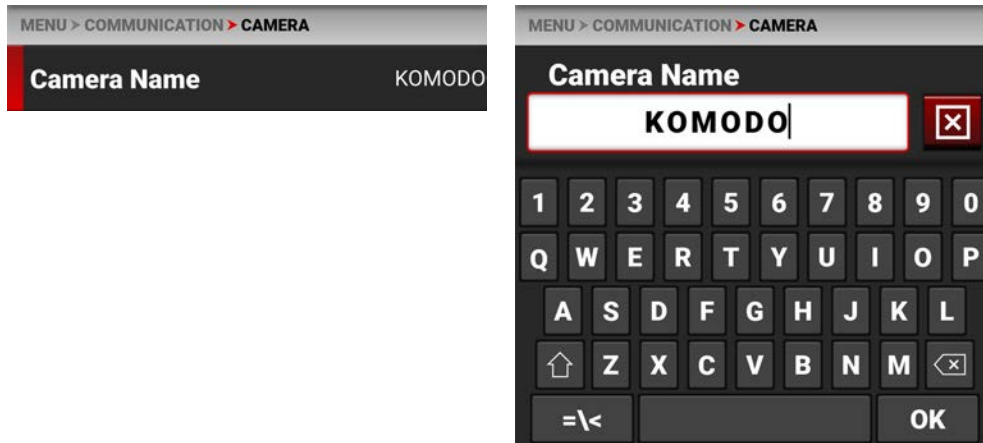 MENU > COMMUNICATION > CAMERA
Camera Name KOMODO
MENU > COMMUNICATION > CAMERA
Camera Name
KOMODO
1 2 3 4 5 6 7 8 9 0
Q W E R T Y U I O P
A S D F G H J K L
Z X C V B N M
=\< OK